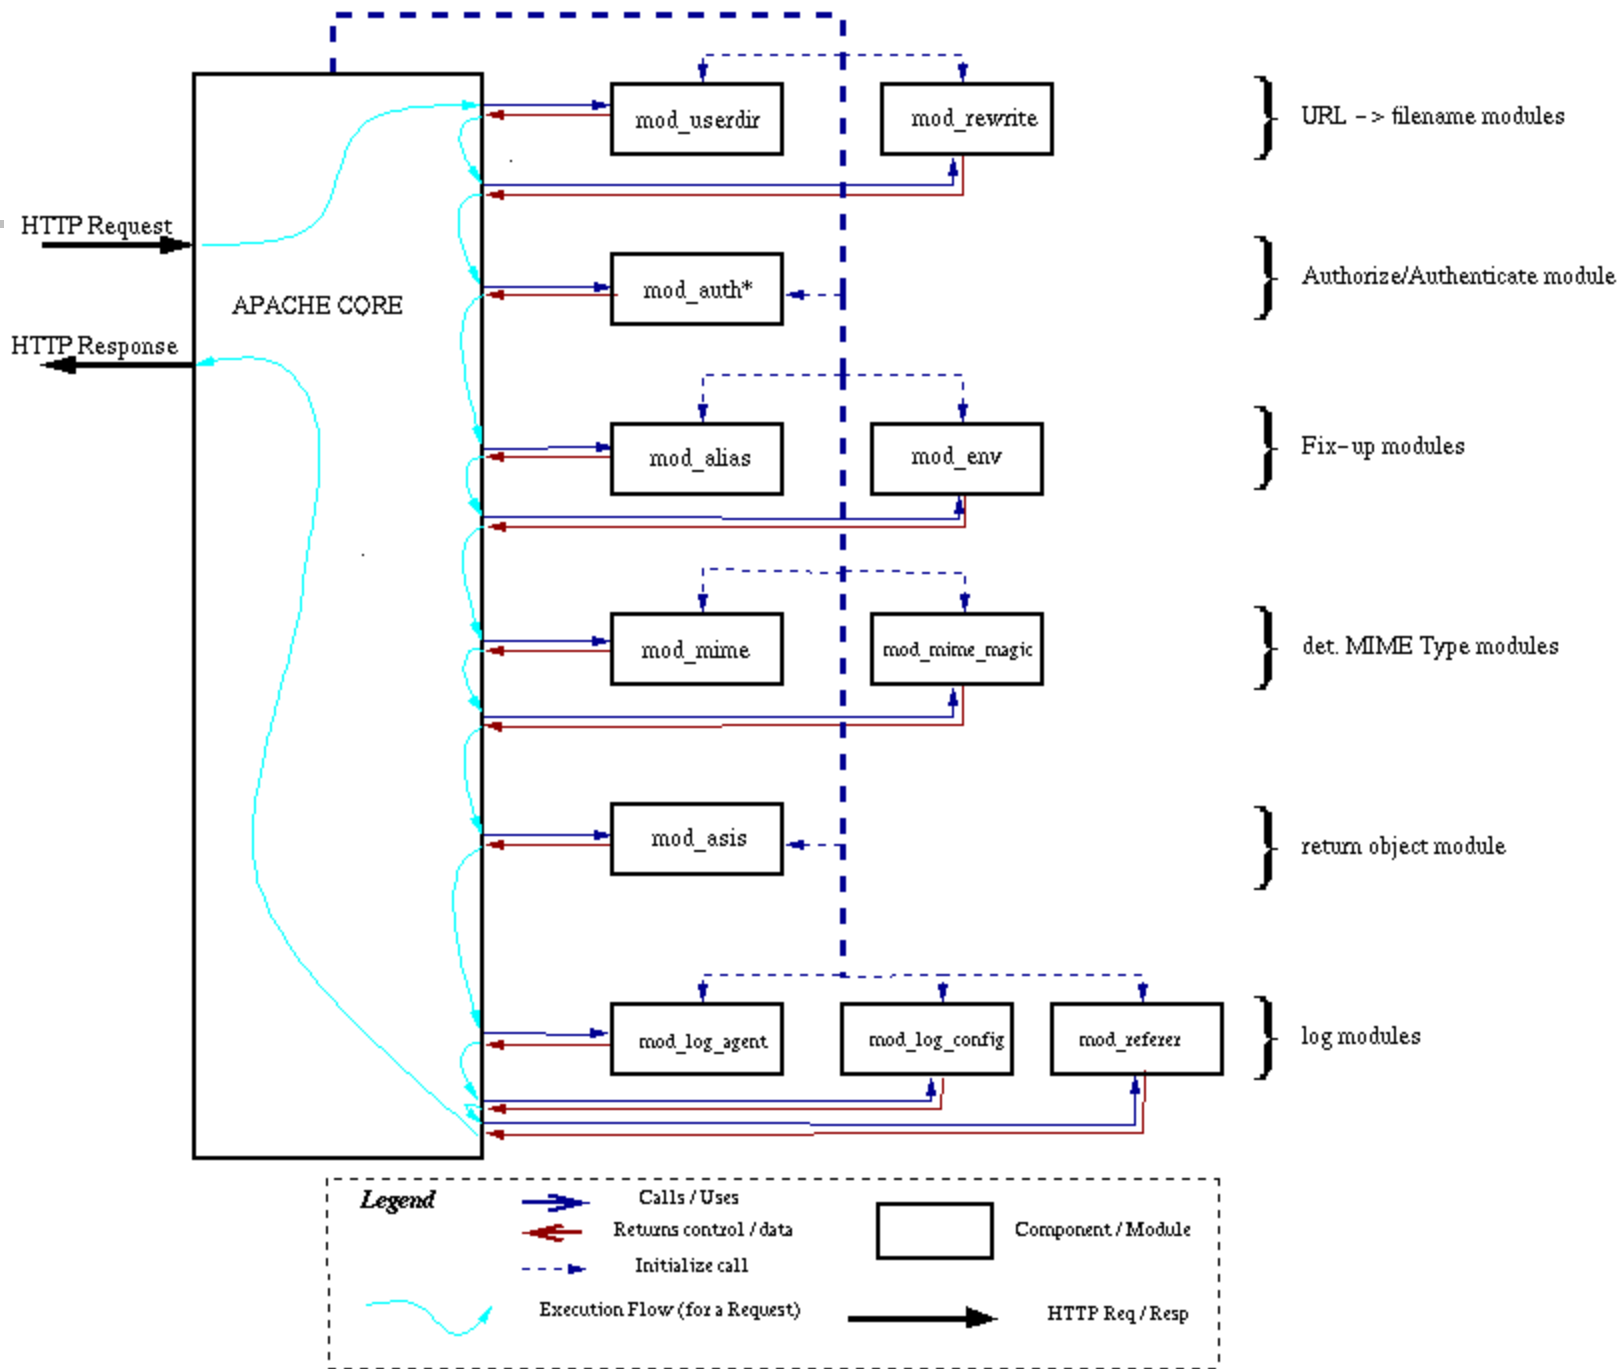 mod_userdir
mod_rewrite
URL -> filename modules
HTTP Request
mod_auth*
Authorize/Authenticate module
APACHE CORE
HTTP Response
mod_alias
mod_env
Fix-up modules
mod_mime
mod_mime_magic
det. MIME Type modules
mod_asis
return object module
mod_log_agent
mod_log_config
mod_referer
log modules
Legend
Calls / Uses
Returns control / data
Component / Module
Initialize call
Execution Flow (for a Request)
HTTP Req / Resp